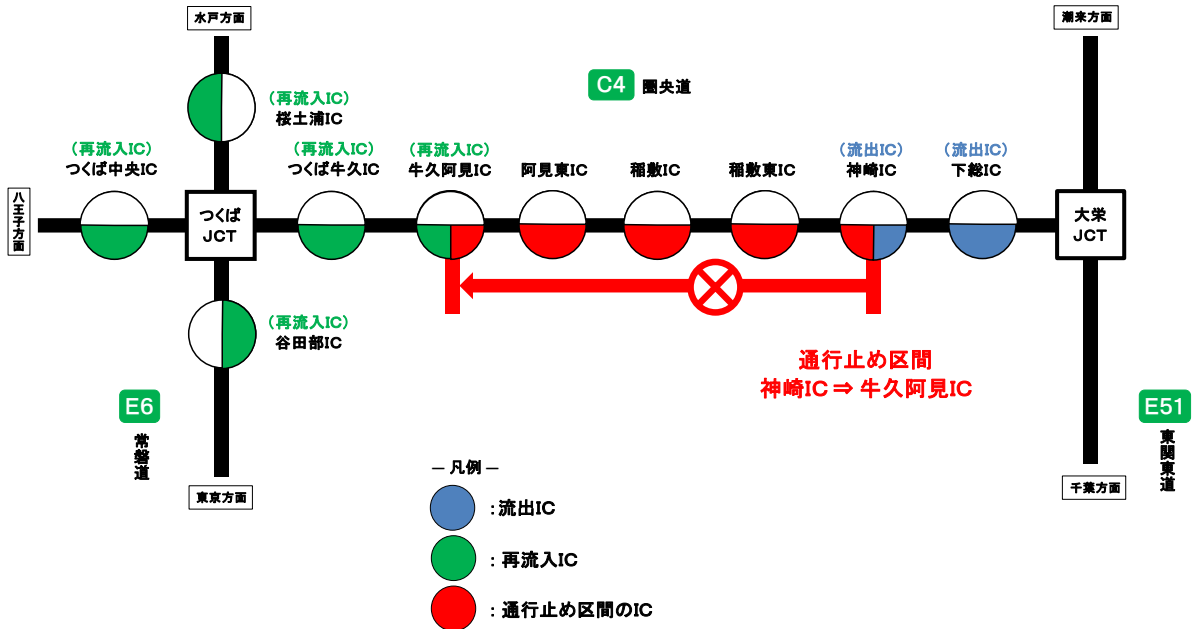 水戸方面
潮来方面
C4 圏央道
(再流入IC)
桜土浦IC
(再流入IC)
つくば中央IC
(再流入IC)
つくば牛久IC
(再流入IC)
牛久阿見IC
阿見東IC
稲敷IC
稲敷東IC
(流出IC)
神崎IC
(流出IC)
下総IC
八王子方面
つくば
JCT
大栄
JCT
(再流入IC)
谷田部IC
通行止め区間
神崎IC⇒牛久阿見IC
E6
常磐道
E51
東関東道
東京方面
千葉方面
― 凡例 ―
：流出IC
：再流入IC
：通行止め区間のIC